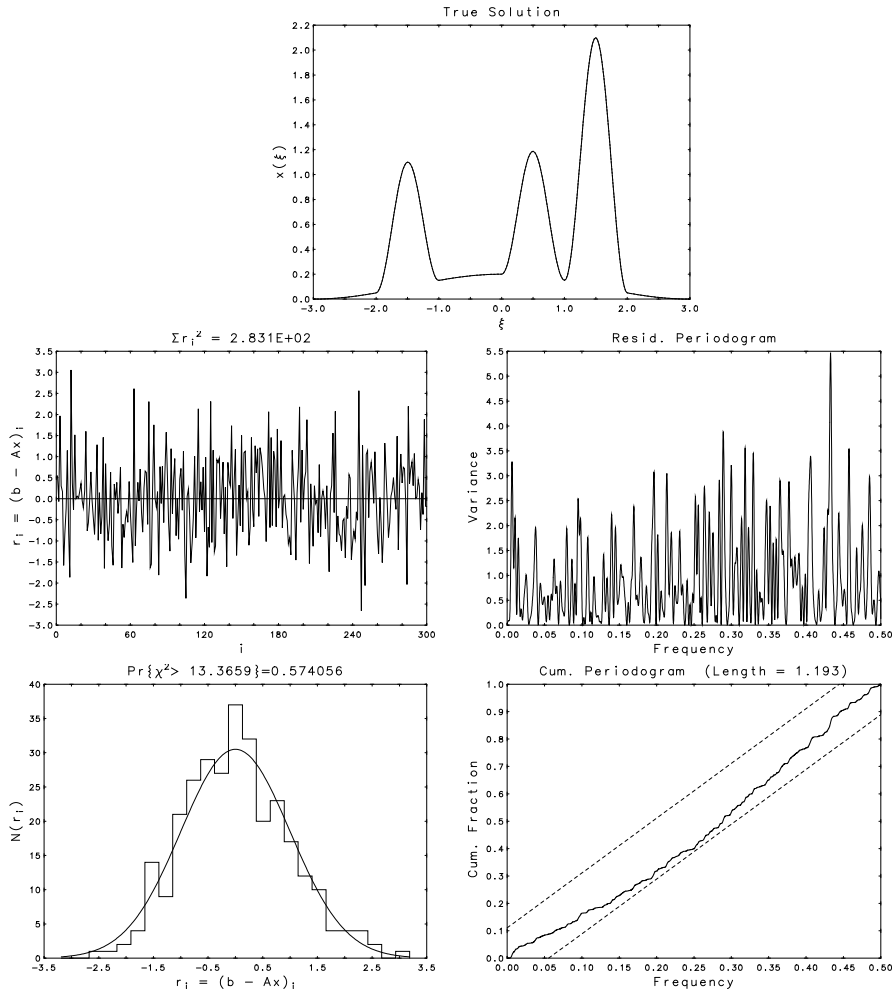 True Solution
2.2
2.0
1.8
1.6
1.4
1.2
1.0
0.8
0.6
0.4
0.2
0.0
x(ξ)
−3.0 −2.0 −1.0 0.0 1.0 2.0 3.0
ξ
Σr_i² = 2.831E+02
3.5
3.0
2.5
2.0
1.5
1.0
0.5
0.0
−0.5
−1.0
−1.5
−2.0
−2.5
−3.0
r_i = (b − Ax)_i
0 60 120 180 240 300
i
Resid. Periodogram
5.5
5.0
4.5
4.0
3.5
3.0
2.5
2.0
1.5
1.0
0.5
0.0
Variance
0.00 0.05 0.10 0.15 0.20 0.25 0.30 0.35 0.40 0.45 0.50
Frequency
Pr{χ²> 13.3659}=0.574056
40
35
30
25
20
15
10
5
0
N(r_i)
−3.5 −2.5 −1.5 −0.5 0.5 1.5 2.5 3.5
r_i = (b − Ax)_i
Cum. Periodogram (Length = 1.193)
1.0
0.9
0.8
0.7
0.6
0.5
0.4
0.3
0.2
0.1
0.0
Cum. Fraction
0.00 0.05 0.10 0.15 0.20 0.25 0.30 0.35 0.40 0.45 0.50
Frequency